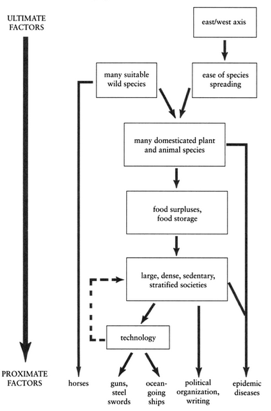 ULTIMATE
FACTORS
east/west axis
many suitable
wild species
ease of species
spreading
many domesticated plant
and animal species
food surpluses,
food storage
large, dense, sedentary,
stratified societies
technology
PROXIMATE
FACTORS
horses
guns,
steel
swords
ocean-
going
ships
political
organization,
writing
epidemic
diseases